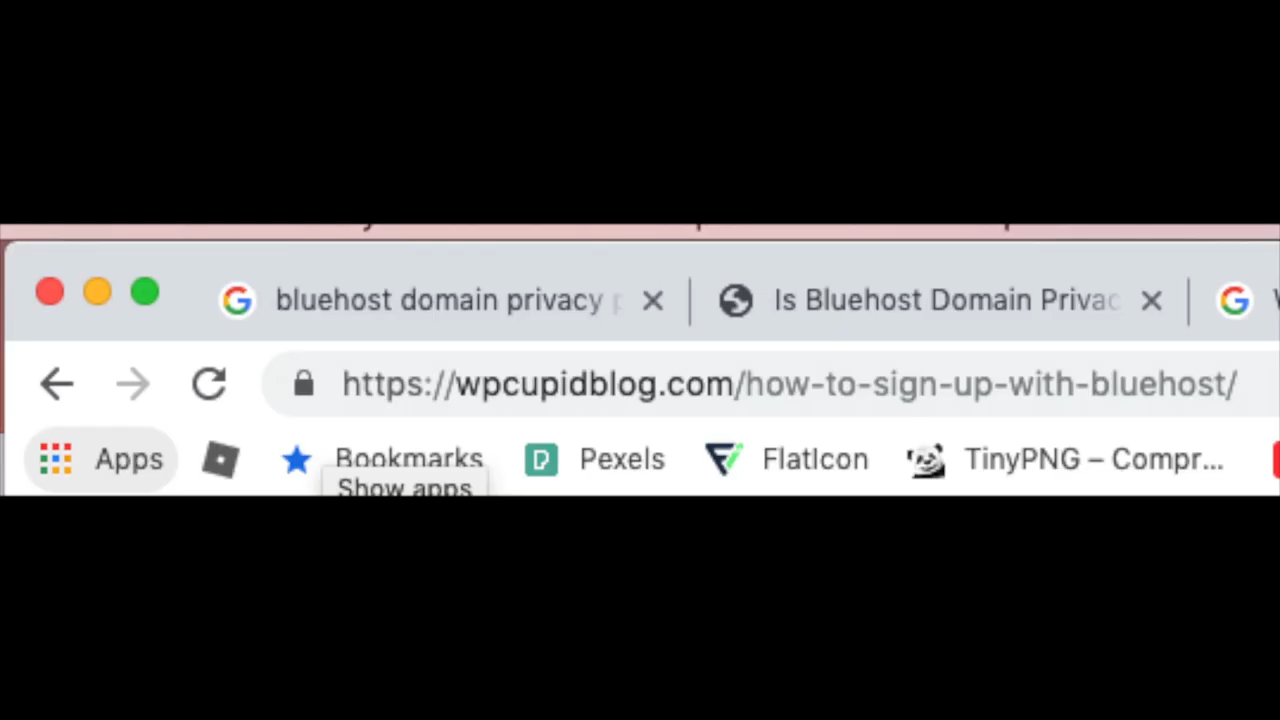 bluehost domain privacy
Is Bluehost Domain Privac
https://wpcupidblog.com/how-to-sign-up-with-bluehost/
Apps Bookmarks Pexels FlatIcon TinyPNG – Compr...
Show apps